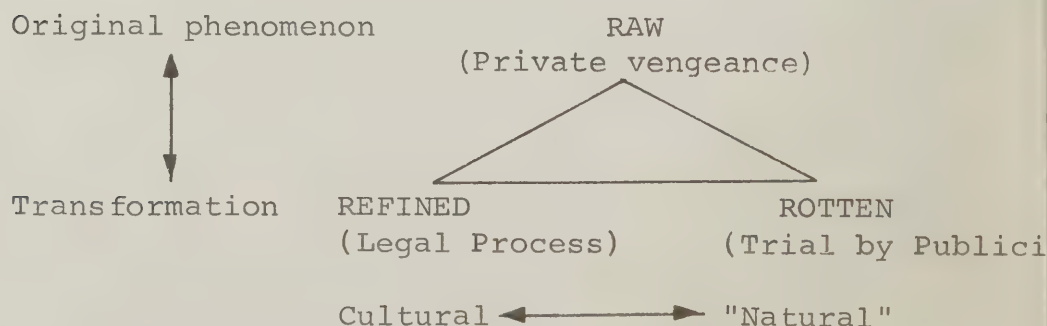 Original phenomenon RAW
(Private vengeance)
Transformation REFINED ROTTEN
(Legal Process) (Trial by Publici
Cultural "Natural"